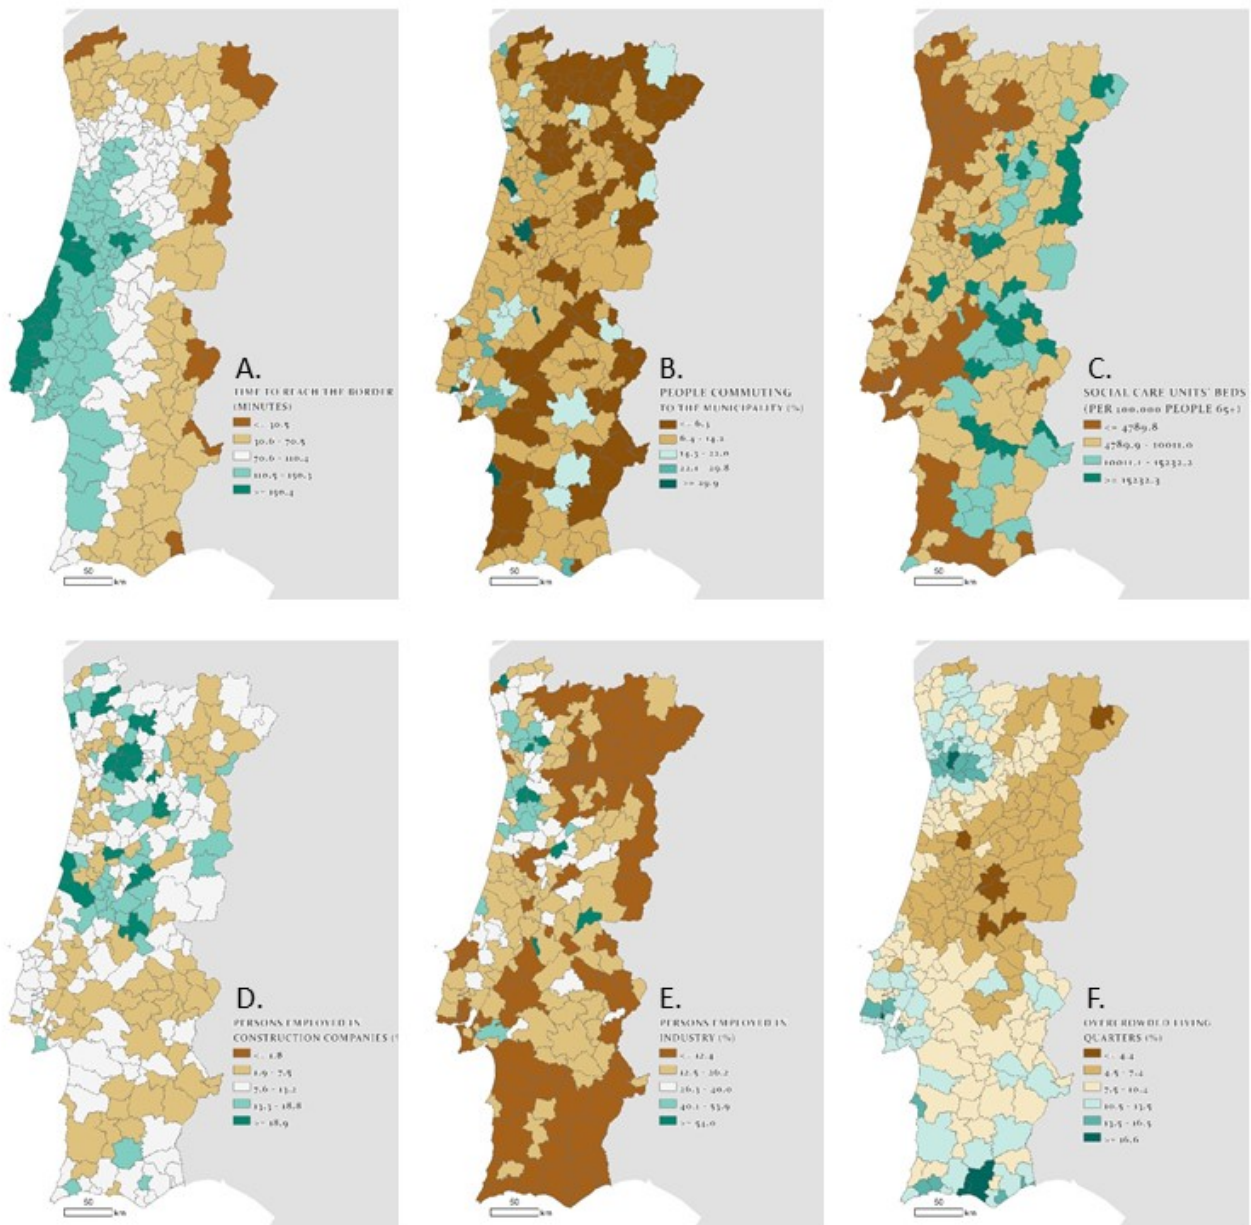 A.
TIME TO REACH THE BORDER
(MINUTES)
<= 30.5
30.6 - 70.5
70.6 - 110.4
110.5 - 150.3
>= 150.4
50
km
B.
PEOPLE COMMUTING
TO THE MUNICIPALITY (%)
<= 6.3
6.4 - 14.2
14.3 - 22.0
22.1 - 29.8
>= 29.9
50
km
C.
SOCIAL CARE UNITS' BEDS
(PER 100.000 PEOPLE 65+)
<= 4789.8
4789.9 - 10011.0
10011.1 - 15232.2
>= 15232.3
50
km
D.
PERSONS EMPLOYED IN
CONSTRUCTION COMPANIES (
<= 1.8
1.9 - 7.5
7.6 - 13.2
13.3 - 18.8
>= 18.9
50
km
E.
PERSONS EMPLOYED IN
INDUSTRY (%)
<= 12.4
12.5 - 26.2
26.3 - 40.0
40.1 - 53.9
>= 54.0
50
km
F.
OVERCROWDED LIVING
QUARTERS (%)
<= 4.4
4.5 - 7.4
7.5 - 10.4
10.5 - 13.5
13.5 - 16.5
>= 16.6
50
km